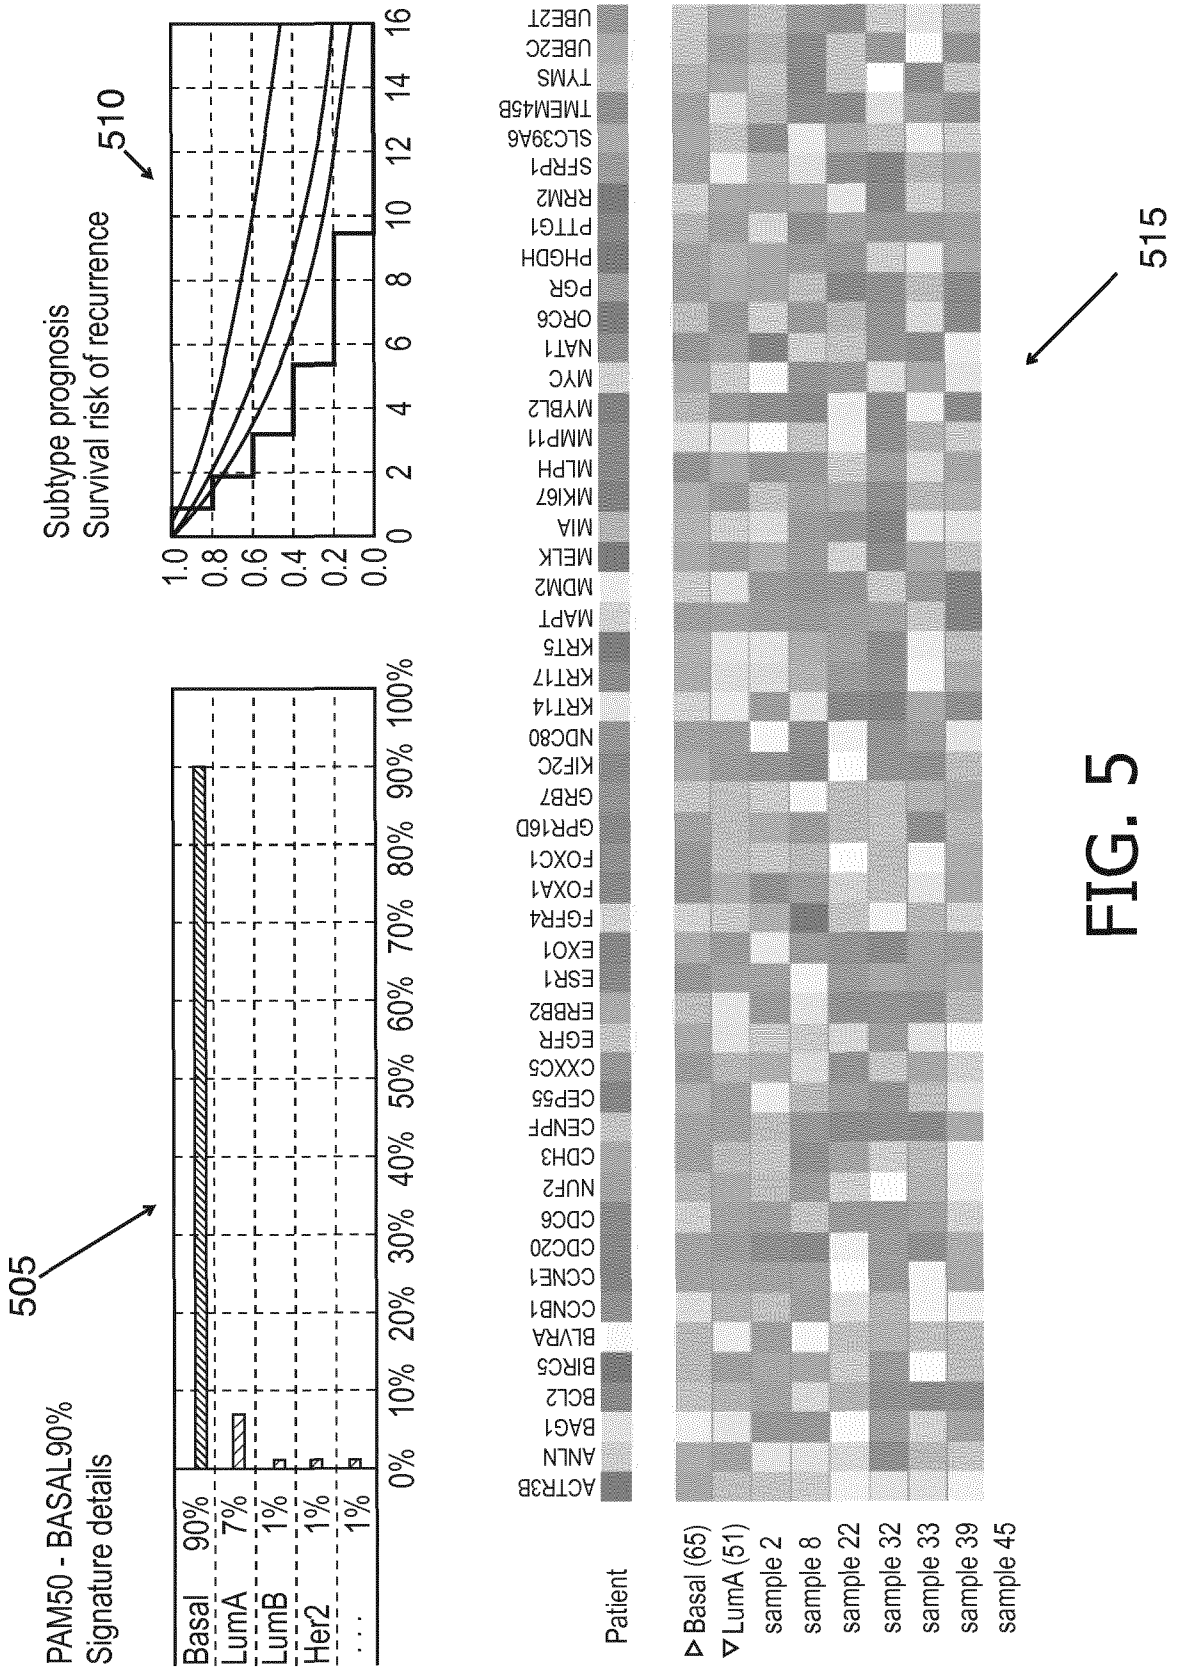 505
PAM50 - BASAL90%
Signature details
Basal 90%
LumA 7%
LumB 1%
Her2 1%
... 1%
0% 10% 20% 30% 40% 50% 60% 70% 80% 90% 100%
510
Subtype prognosis
Survival risk of recurrence
1.0
0.8
0.6
0.4
0.2
0.0
0 2 4 6 8 10 12 14 16
ACTR3B
ANLN
BAG1
BCL2
BIRC5
BLVRA
CCNB1
CCNE1
CDC20
CDC6
NUF2
CDH3
CENPF
CEP55
CXXC5
EGFR
ERBB2
ESR1
EXO1
FGFR4
FOXA1
FOXC1
GPR16D
GRB7
KIF2C
NDC80
KRT14
KRT17
KRT5
MAPT
MDM2
MELK
MIA
MKI67
MLPH
MMP11
MYBL2
MYC
NAT1
ORC6
PGR
PHGDH
PTTG1
RRM2
SFRP1
SLC39A6
TMEM45B
TYMS
UBE2C
UBE2T
Patient
▷ Basal (65)
▽ LumA (51)
sample 2
sample 8
sample 22
sample 32
sample 33
sample 39
sample 45
515
FIG. 5